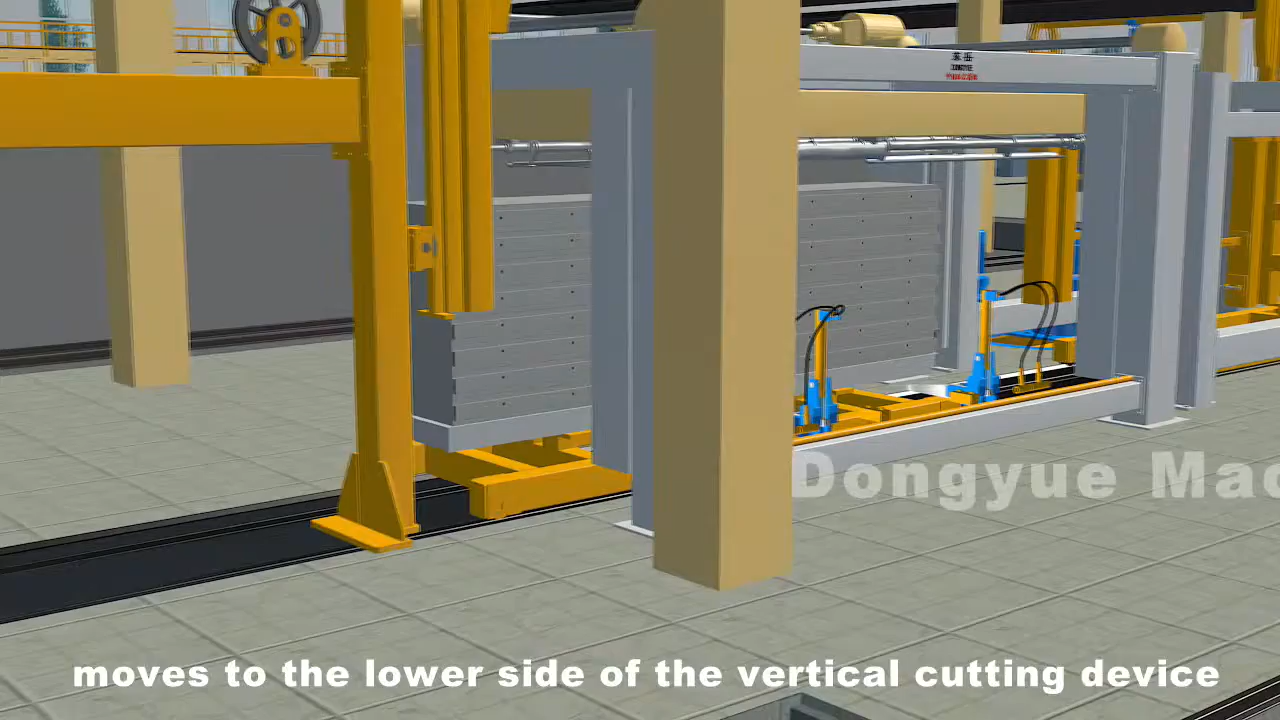 Dongyue Mac
moves to the lower side of the vertical cutting device